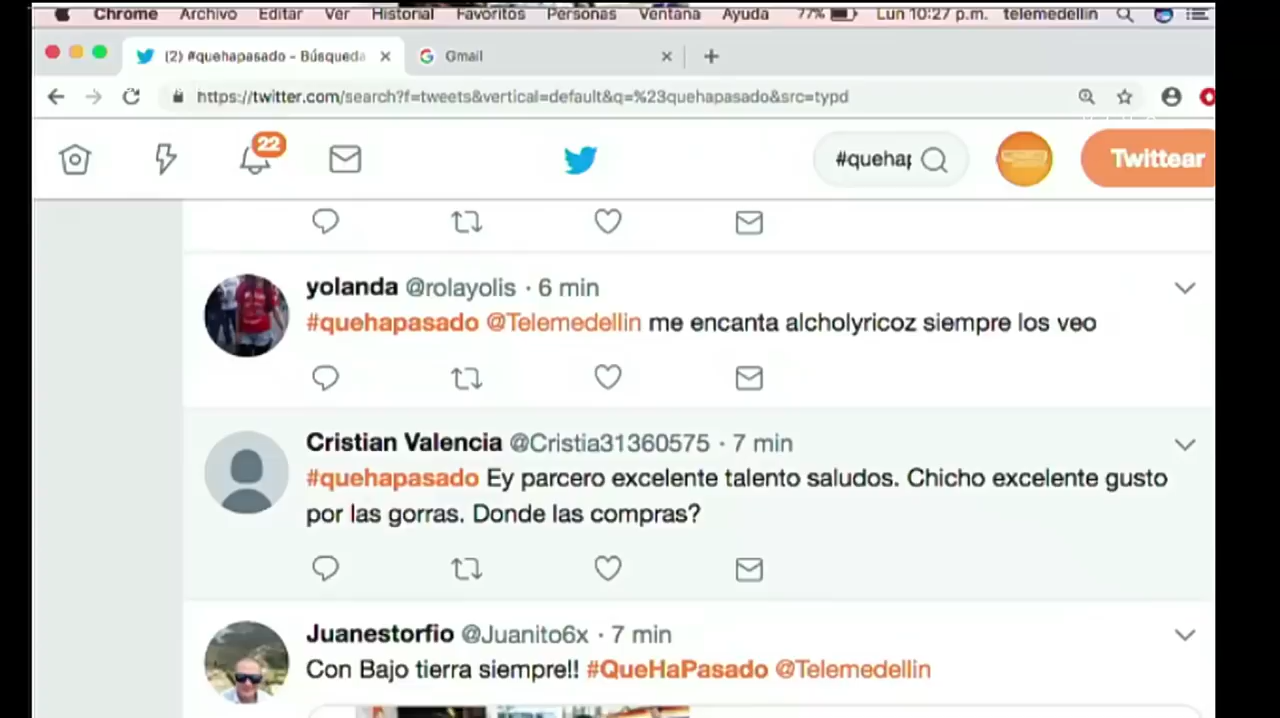 Chrome Archivo Editar Ver Historial Favoritos Personas Ventana Ayuda 77% Lun 10:27 p.m. telemedellin
(2) #quehapasado - Búsqueda Gmail
https://twitter.com/search?f=tweets&vertical=default&q=%23quehapasado&src=typd
22 #quehap Twittear
yolanda @rolayolis · 6 min
#quehapasado @Telemedellin me encanta alcholyricoz siempre los veo
Cristian Valencia @Cristia31360575 · 7 min
#quehapasado Ey parcero excelente talento saludos. Chicho excelente gusto
por las gorras. Donde las compras?
Juanestorfio @Juanito6x · 7 min
Con Bajo tierra siempre!! #QueHaPasado @Telemedellin